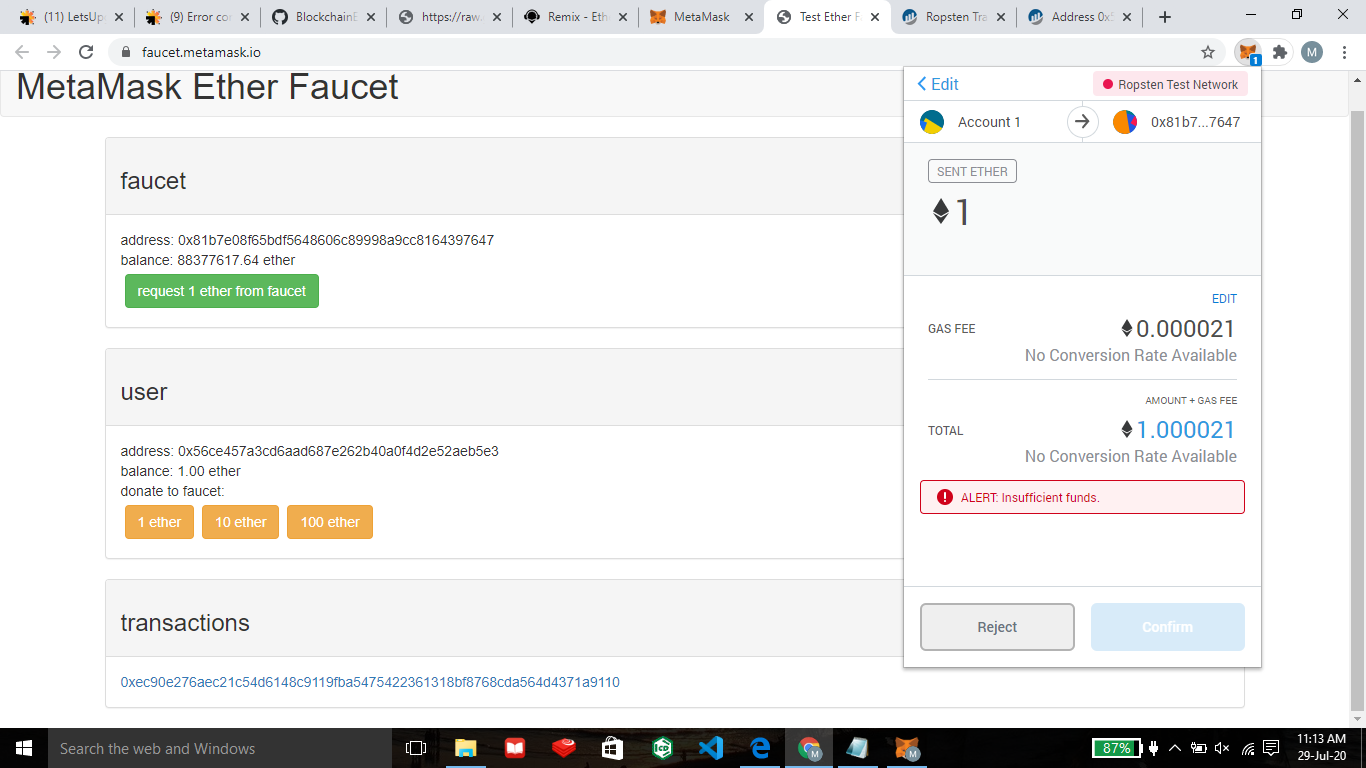 (11) LetsUp
(9) Error co
BlockchainE
https://raw.
Remix - Eth
MetaMask
Test Ether F
Ropsten Tra
Address 0x5
faucet.metamask.io
M
1
MetaMask Ether Faucet
faucet
address: 0x81b7e08f65bdf5648606c89998a9cc8164397647
balance: 88377617.64 ether
request 1 ether from faucet
user
address: 0x56ce457a3cd6aad687e262b40a0f4d2e52aeb5e3
balance: 1.00 ether
donate to faucet:
1 ether 10 ether 100 ether
transactions
0xec90e276aec21c54d6148c9119fba5475422361318bf8768cda564d4371a9110
Edit
Ropsten Test Network
Account 1
0x81b7...7647
SENT ETHER
1
EDIT
GAS FEE 0.000021
No Conversion Rate Available
AMOUNT + GAS FEE
TOTAL 1.000021
No Conversion Rate Available
ALERT: Insufficient funds.
Reject Confirm
Search the web and Windows
87%
11:13 AM
29-Jul-20